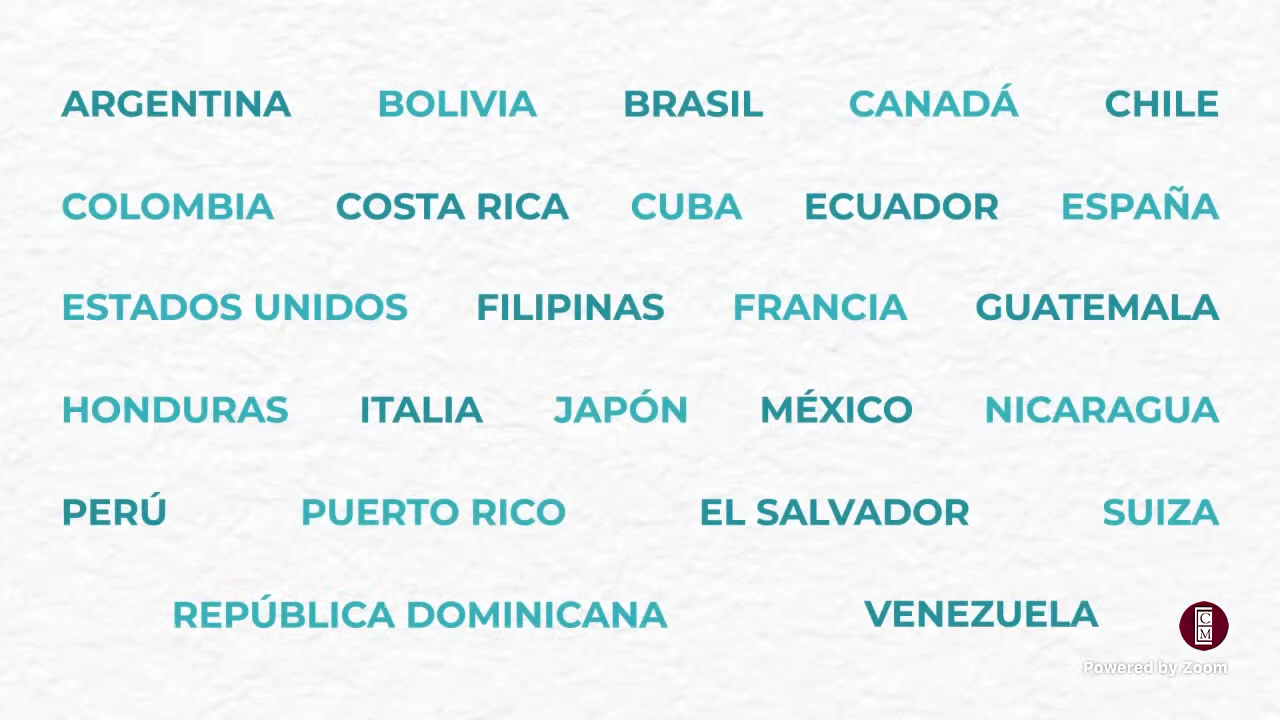 ARGENTINA BOLIVIA BRASIL CANADÁ CHILE
COLOMBIA COSTA RICA CUBA ECUADOR ESPAÑA
ESTADOS UNIDOS FILIPINAS FRANCIA GUATEMALA
HONDURAS ITALIA JAPÓN MÉXICO NICARAGUA
PERÚ PUERTO RICO EL SALVADOR SUIZA
REPÚBLICA DOMINICANA VENEZUELA
C
M
Powered by Zoom